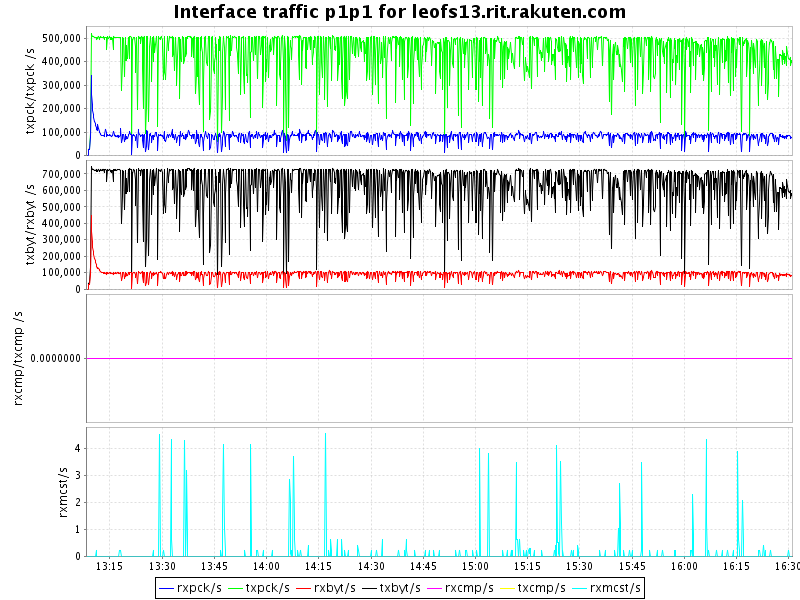 Interface traffic p1p1 for leofs13.rit.rakuten.com
txpck/txpck /s
500,000
400,000
300,000
200,000
100,000
0
txbyt/rxbyt /s
700,000
600,000
500,000
400,000
300,000
200,000
100,000
0
rxcmp/txcmp /s
0.0000000
rxmcst/s
4
3
2
1
0
13:15 13:30 13:45 14:00 14:15 14:30 14:45 15:00 15:15 15:30 15:45 16:00 16:15 16:30
rxpck/s txpck/s rxbyt/s txbyt/s rxcmp/s txcmp/s rxmcst/s